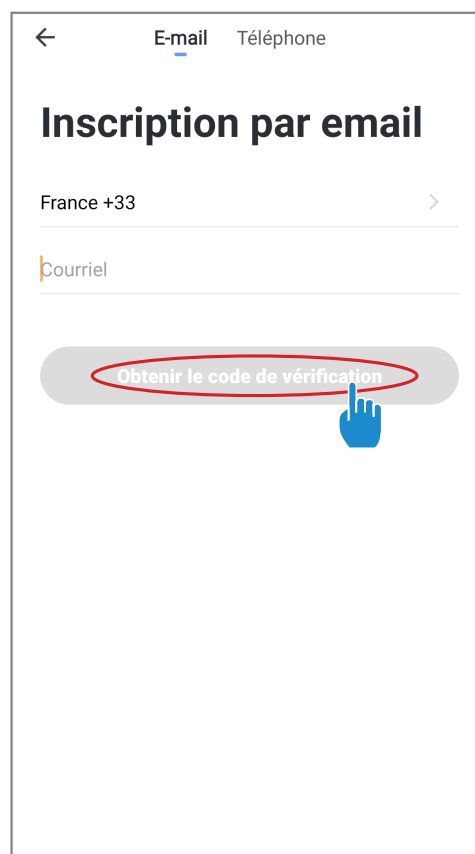 E-mail Téléphone
Inscription par email
France +33
Courriel
Obtenir le code de vérification